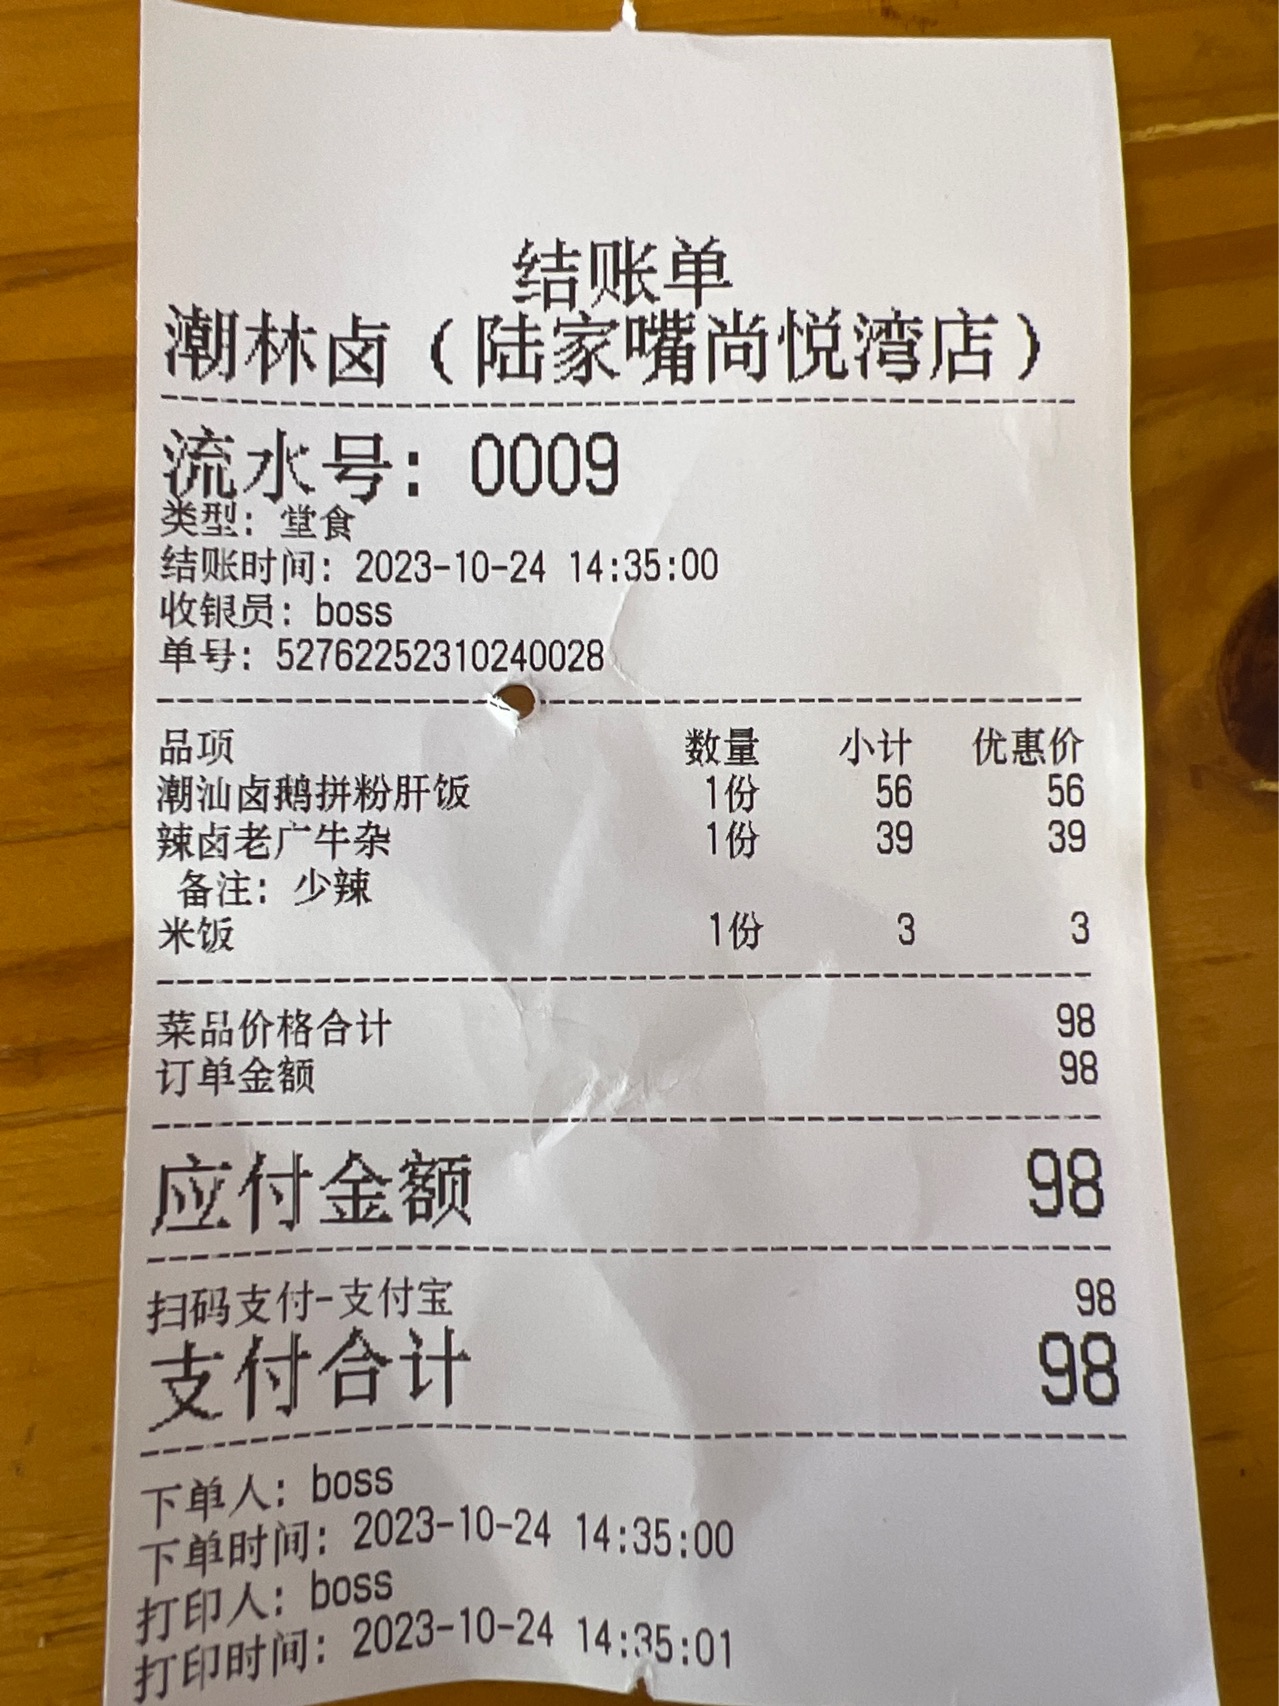 结账单
潮林卤（陆家嘴尚悦湾店）
流水号: 0009
类型: 堂食
结账时间: 2023-10-24 14:35:00
收银员: boss
单号: 52762252310240028
品项 数量 小计 优惠价
潮汕卤鹅拼粉肝饭 1份 56 56
辣卤老广牛杂 1份 39 39
备注: 少辣
米饭 1份 3 3
菜品价格合计 98
订单金额 98
应付金额 98
扫码支付-支付宝 98
支付合计 98
下单人: boss
下单时间: 2023-10-24 14:35:00
打印人: boss
打印时间: 2023-10-24 14:35:01